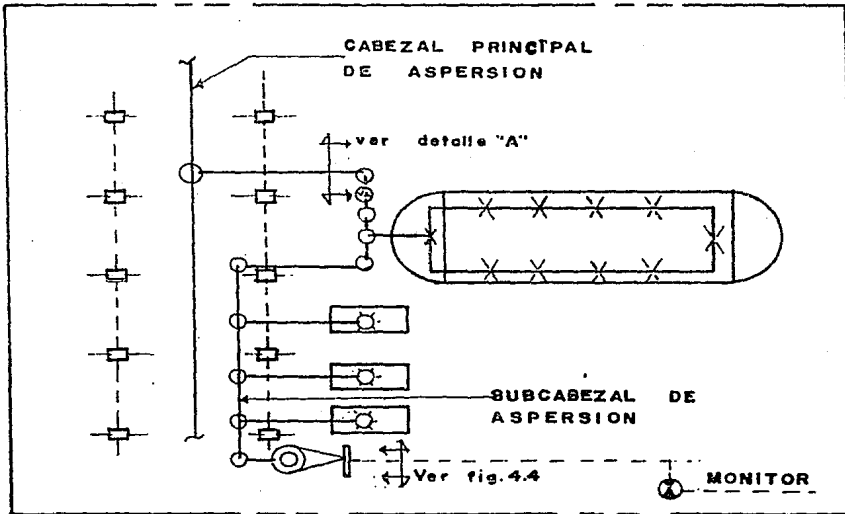 CABEZAL PRINCIPAL
DE ASPERSION
ver detalle "A"
SUBCABEZAL DE
ASPERSION
Ver fig. 4.4
MONITOR